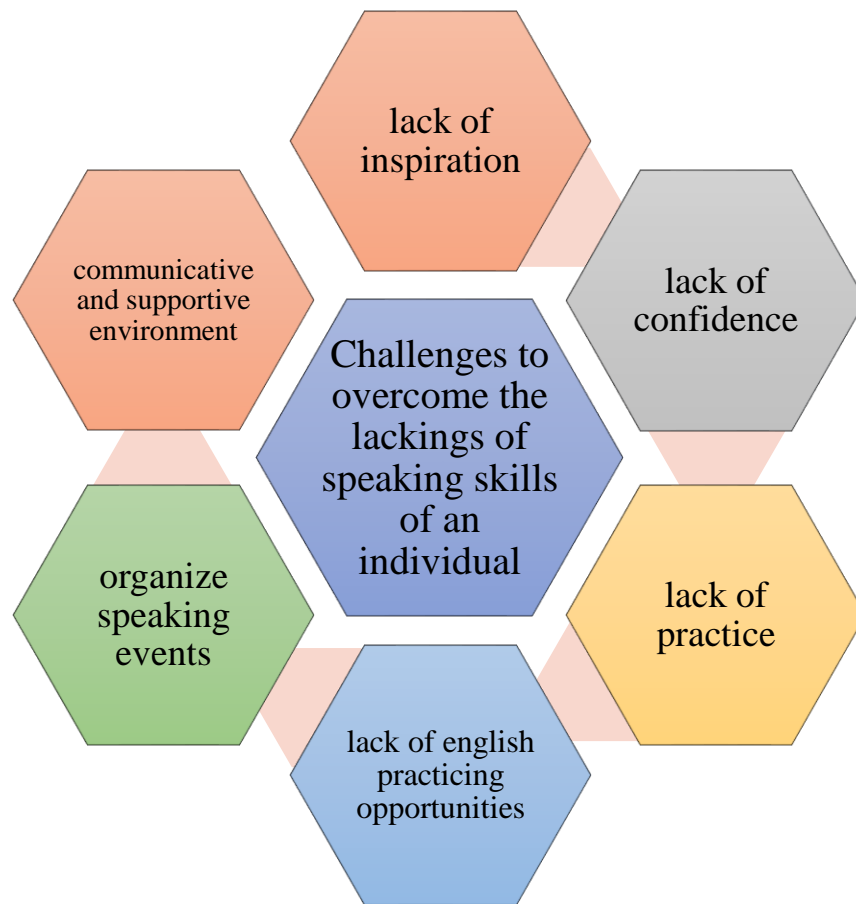 lack of
inspiration
lack of
confidence
lack of
practice
lack of english
practicing
opportunities
organize
speaking
events
communicative
and supportive
environment
Challenges to
overcome the
lackings of
speaking skills
of an
individual